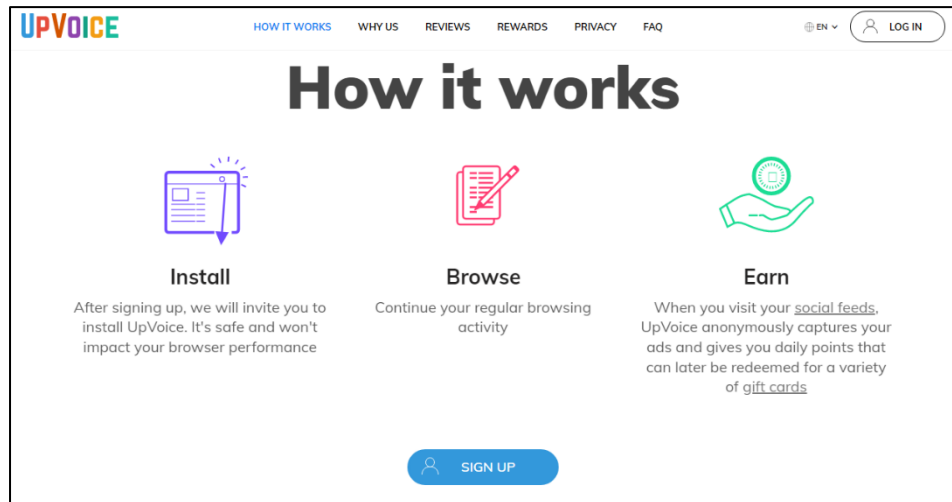 UPVOICE
HOW IT WORKS
WHY US
REVIEWS
REWARDS
PRIVACY
FAQ
EN
LOG IN
How it works
Install
After signing up, we will invite you to
install UpVoice. It's safe and won't
impact your browser performance
Browse
Continue your regular browsing
activity
Earn
When you visit your social feeds,
UpVoice anonymously captures your
ads and gives you daily points that
can later be redeemed for a variety
of gift cards
SIGN UP